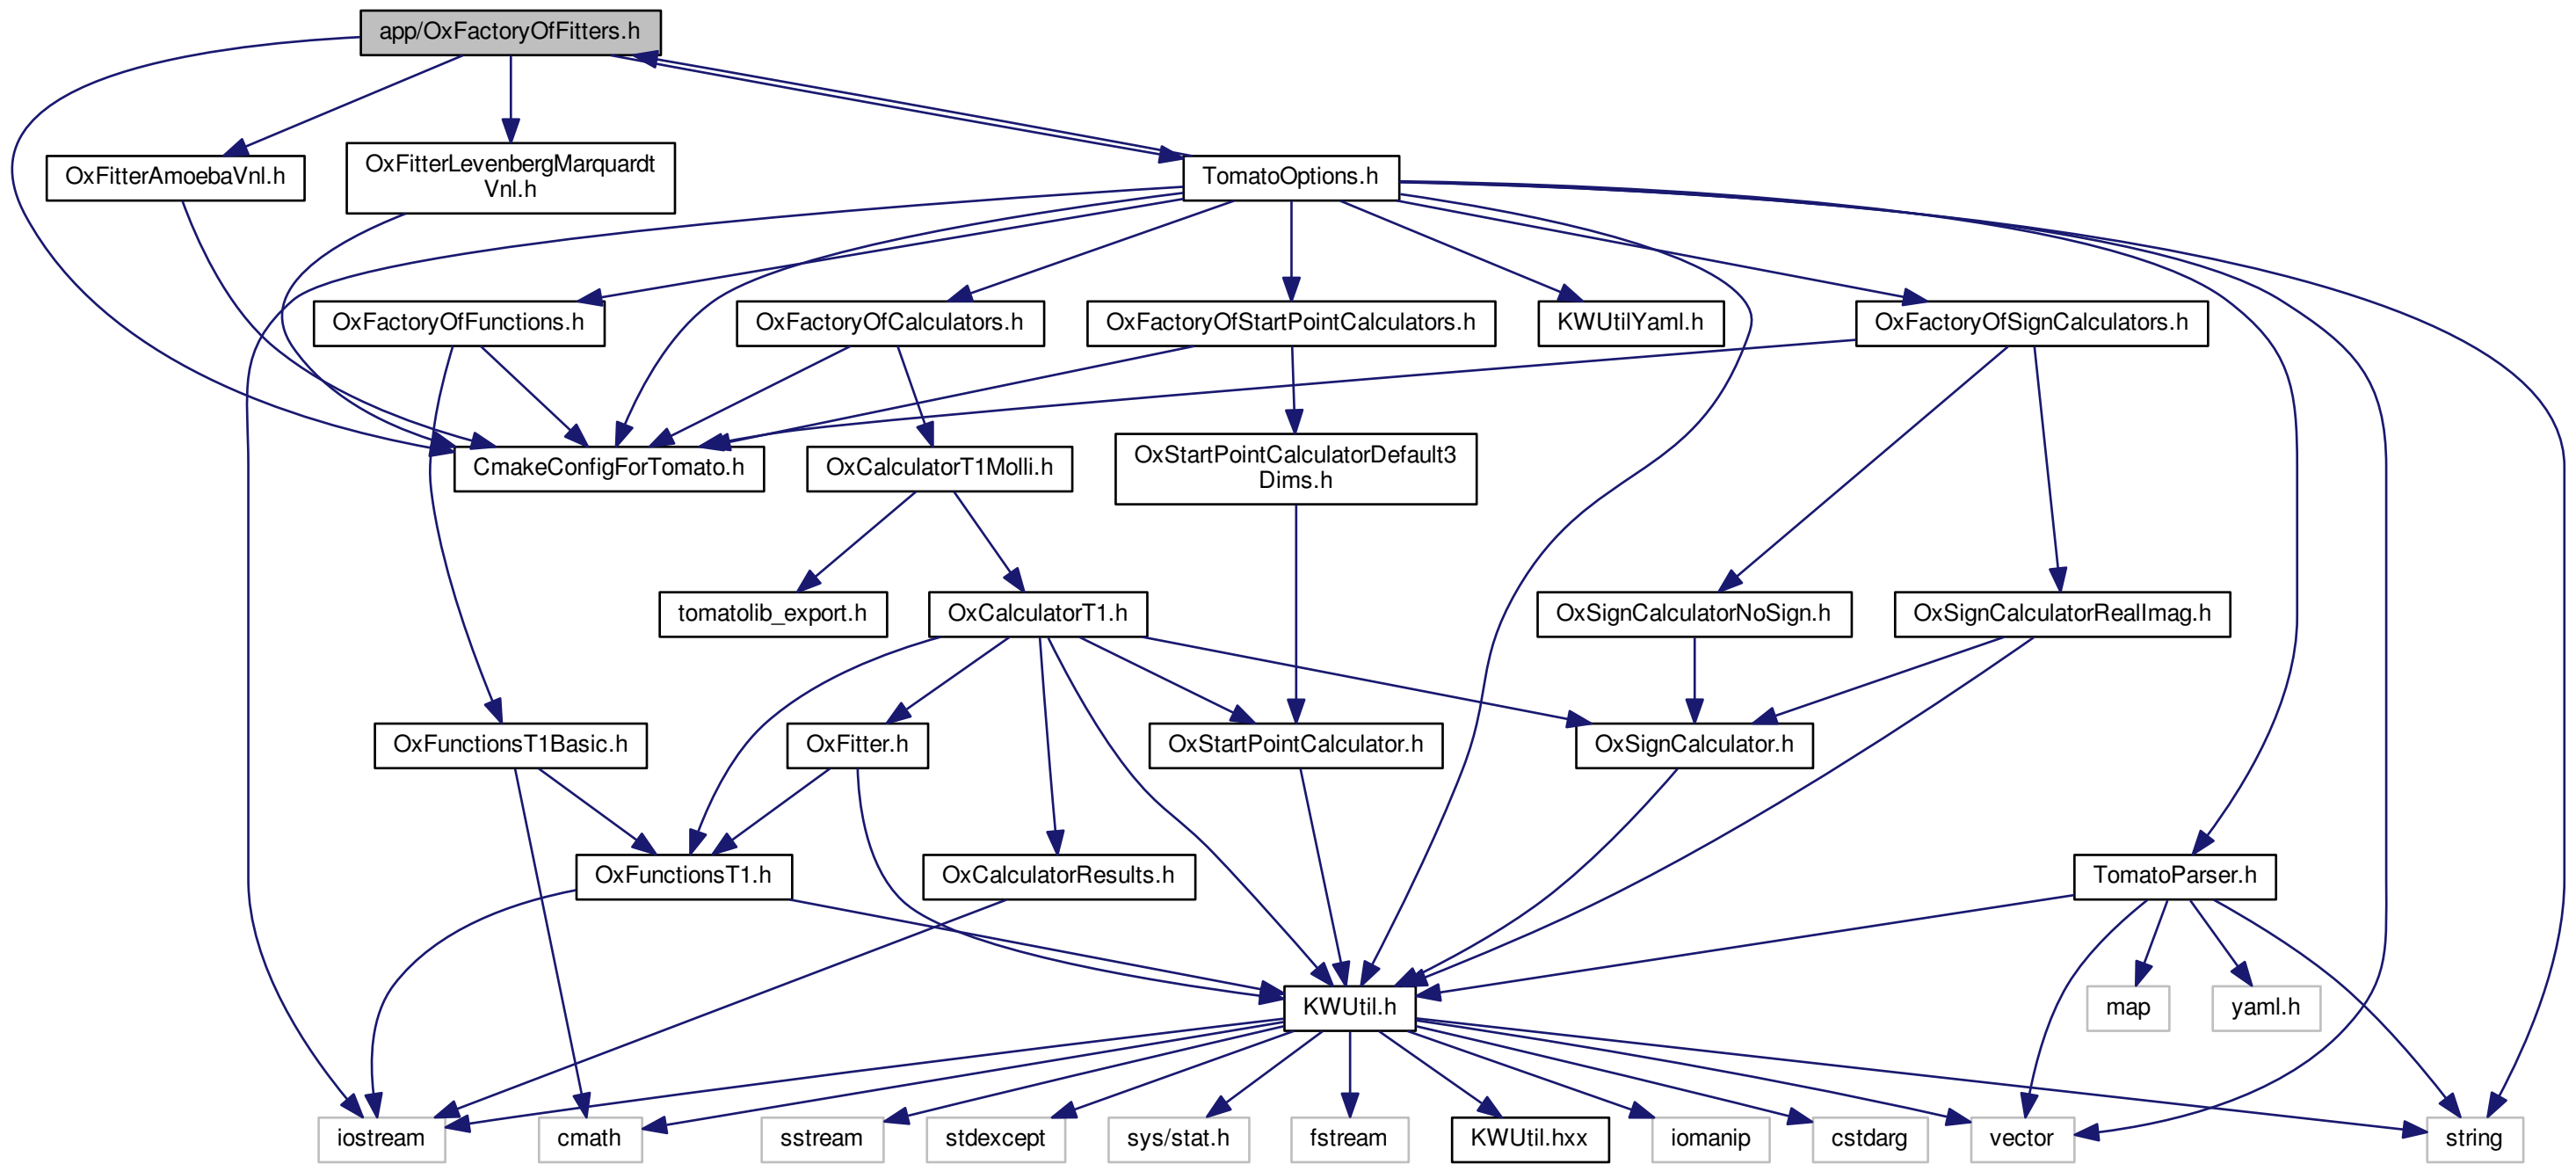 app/OxFactoryOfFitters.h
OxFitterAmoebaVnl.h
OxFitterLevenbergMarquardt
Vnl.h
TomatoOptions.h
OxFactoryOfFunctions.h
OxFactoryOfCalculators.h
OxFactoryOfStartPointCalculators.h
KWUtilYaml.h
OxFactoryOfSignCalculators.h
CmakeConfigForTomato.h
OxCalculatorT1Molli.h
OxStartPointCalculatorDefault3
Dims.h
tomatolib_export.h
OxCalculatorT1.h
OxSignCalculatorNoSign.h
OxSignCalculatorRealImag.h
OxFunctionsT1Basic.h
OxFitter.h
OxStartPointCalculator.h
OxSignCalculator.h
OxFunctionsT1.h
OxCalculatorResults.h
TomatoParser.h
KWUtil.h
map
yaml.h
iostream
cmath
sstream
stdexcept
sys/stat.h
fstream
KWUtil.hxx
iomanip
cstdarg
vector
string